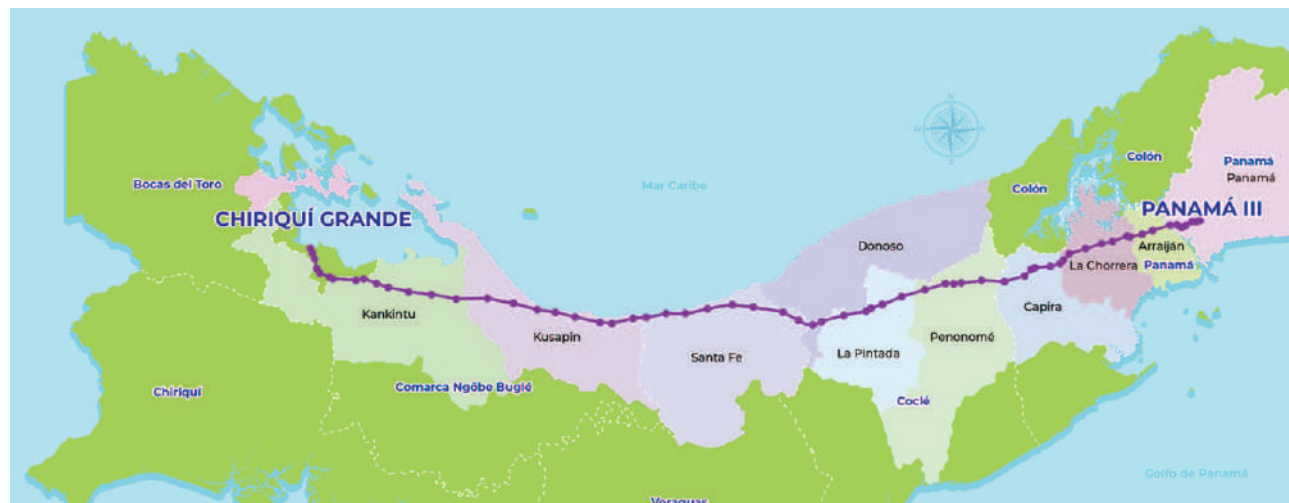 Colón
Panamá
Panamá
Bocas del Toro
Mar Caribe
Colón
CHIRIQUÍ GRANDE
PANAMÁ III
Donoso
Arraiján
La Chorrera
Panamá
Kankintu
Capira
Kusapin
Penonomé
Santa Fe
La Pintada
Chiriquí
Comarca Ngöbe Buglé
Coclé
Golfo de Panamá
Veraguas
N
W
E
S